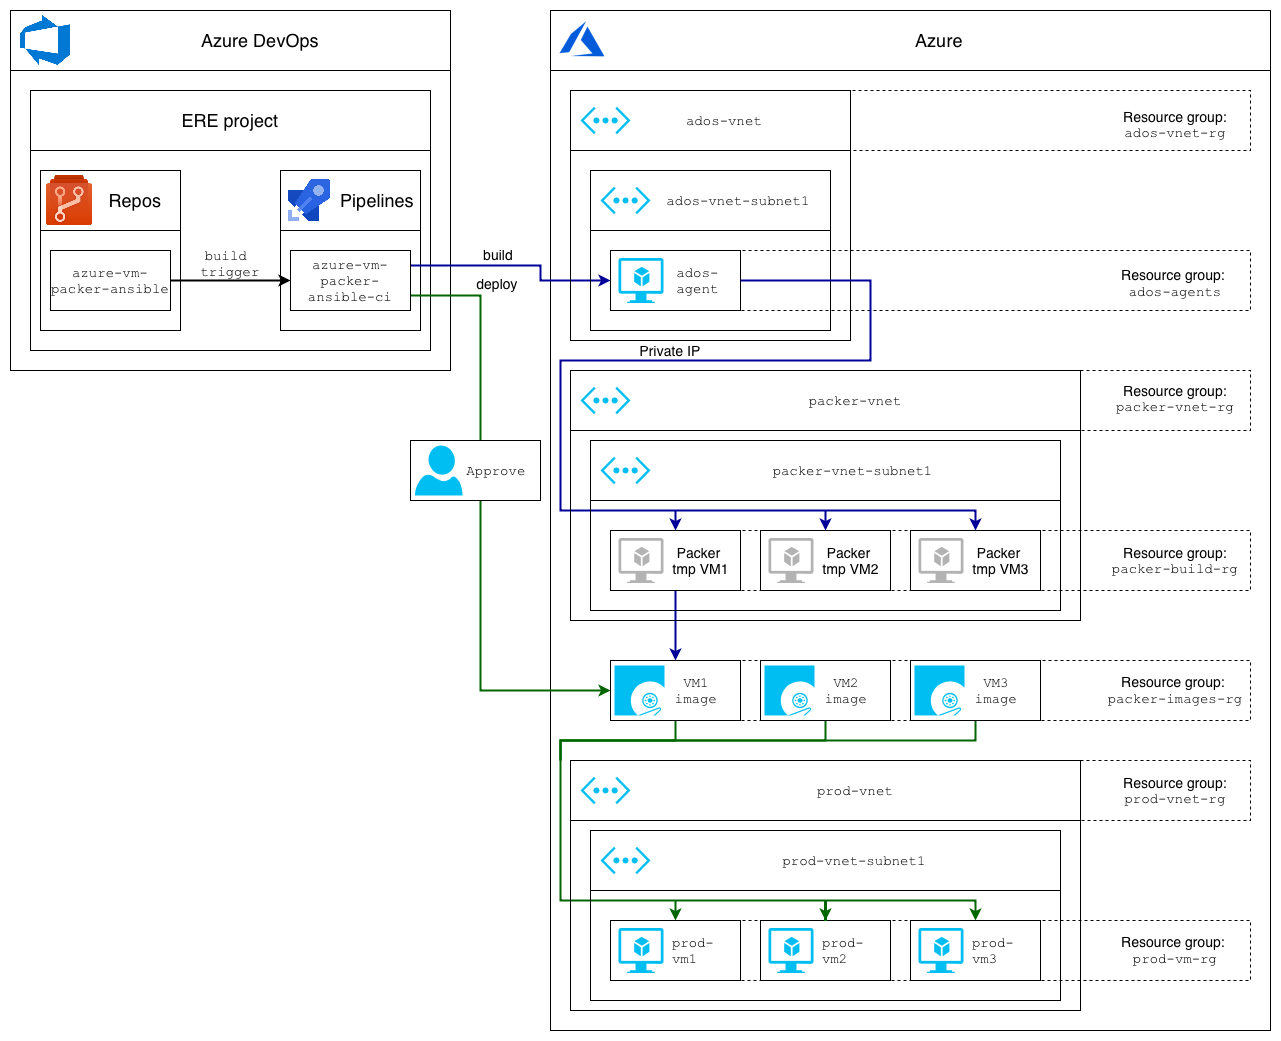 Azure DevOps
ERE project
Repos
azure-vm-
packer-ansible
build
trigger
Pipelines
azure-vm-
packer-
ansible-ci
build
deploy
Approve
Azure
ados-vnet
Resource group:
ados-vnet-rg
ados-vnet-subnet1
ados-
agent
Resource group:
ados-agents
Private IP
packer-vnet
Resource group:
packer-vnet-rg
packer-vnet-subnet1
Packer
tmp VM1
Packer
tmp VM2
Packer
tmp VM3
Resource group:
packer-build-rg
VM1
image
VM2
image
VM3
image
Resource group:
packer-images-rg
prod-vnet
Resource group:
prod-vnet-rg
prod-vnet-subnet1
prod-
vm1
prod-
vm2
prod-
vm3
Resource group:
prod-vm-rg